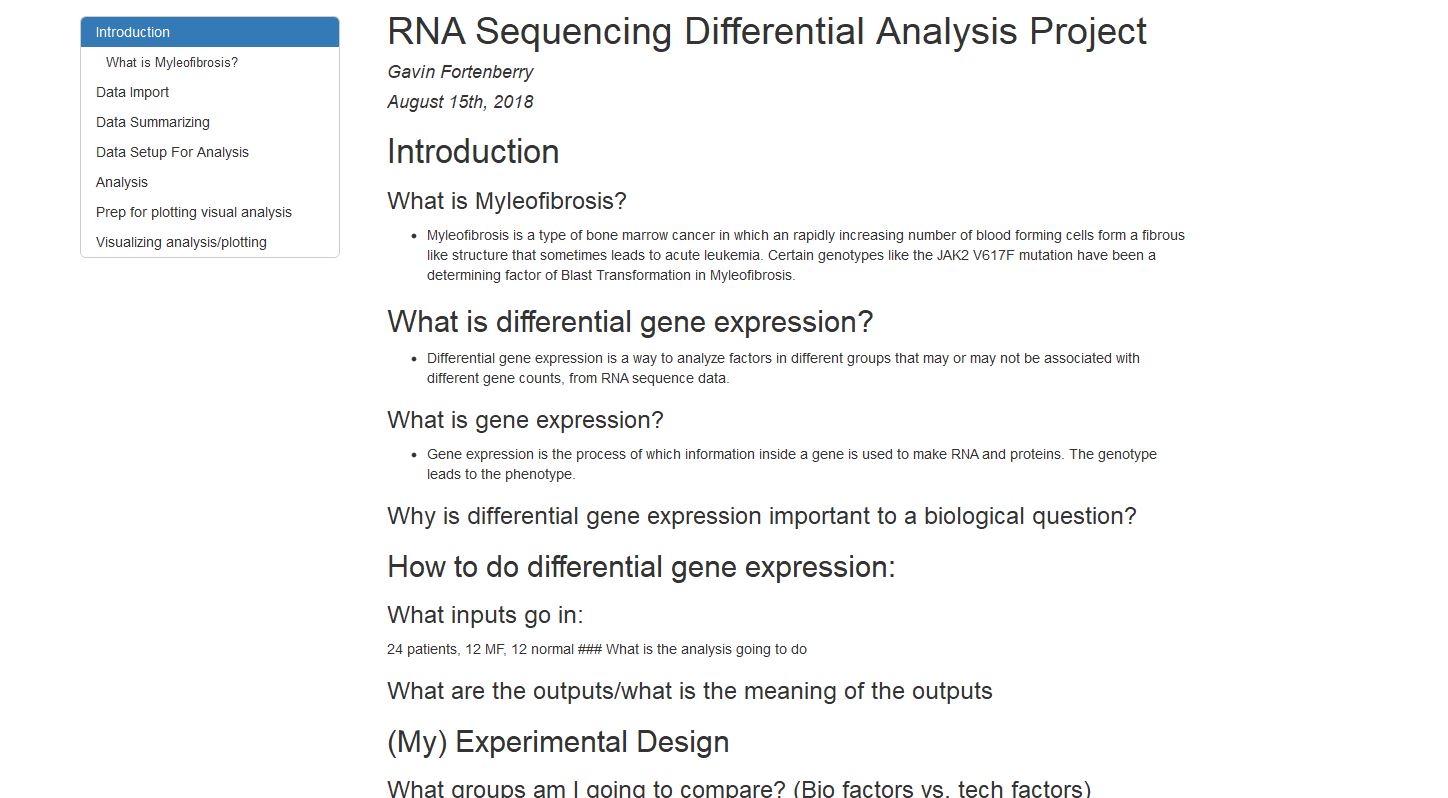 Introduction
What is Myleofibrosis?
Data Import
Data Summarizing
Data Setup For Analysis
Analysis
Prep for plotting visual analysis
Visualizing analysis/plotting
RNA Sequencing Differential Analysis Project
Gavin Fortenberry
August 15th, 2018
Introduction
What is Myleofibrosis?
• Myleofibrosis is a type of bone marrow cancer in which an rapidly increasing number of blood forming cells form a fibrous
like structure that sometimes leads to acute leukemia. Certain genotypes like the JAK2 V617F mutation have been a
determining factor of Blast Transformation in Myleofibrosis.
What is differential gene expression?
• Differential gene expression is a way to analyze factors in different groups that may or may not be associated with
different gene counts, from RNA sequence data.
What is gene expression?
• Gene expression is the process of which information inside a gene is used to make RNA and proteins. The genotype
leads to the phenotype.
Why is differential gene expression important to a biological question?
How to do differential gene expression:
What inputs go in:
24 patients, 12 MF, 12 normal ### What is the analysis going to do
What are the outputs/what is the meaning of the outputs
(My) Experimental Design
What groups am I going to compare? (Bio factors vs. tech factors)